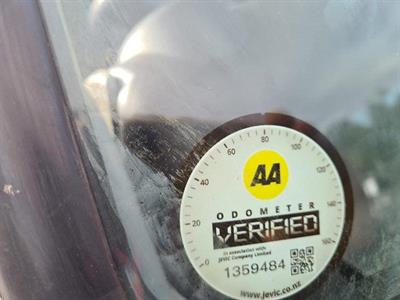 0 20 40 60 80 100 120 140 160
AA
ODOMETER
VERIFIED
in association with:
JEVIC Company Limited
1359484
www.jevic.co.nz